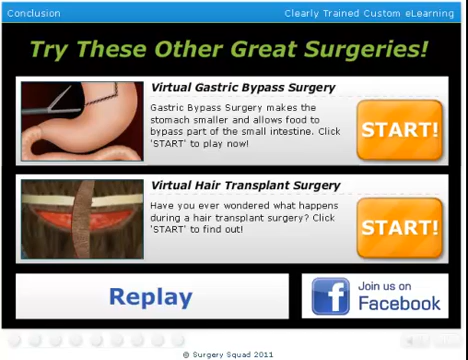 Conclusion
Clearly Trained Custom eLearning
Try These Other Great Surgeries!
Virtual Gastric Bypass Surgery
Gastric Bypass Surgery makes the
stomach smaller and allows food to
bypass part of the small intestine. Click
'START' to play now!
START!
Virtual Hair Transplant Surgery
Have you ever wondered what happens
during a hair transplant surgery? Click
'START' to find out!
START!
Replay
f
Join us on
Facebook
© Surgery Squad 2011